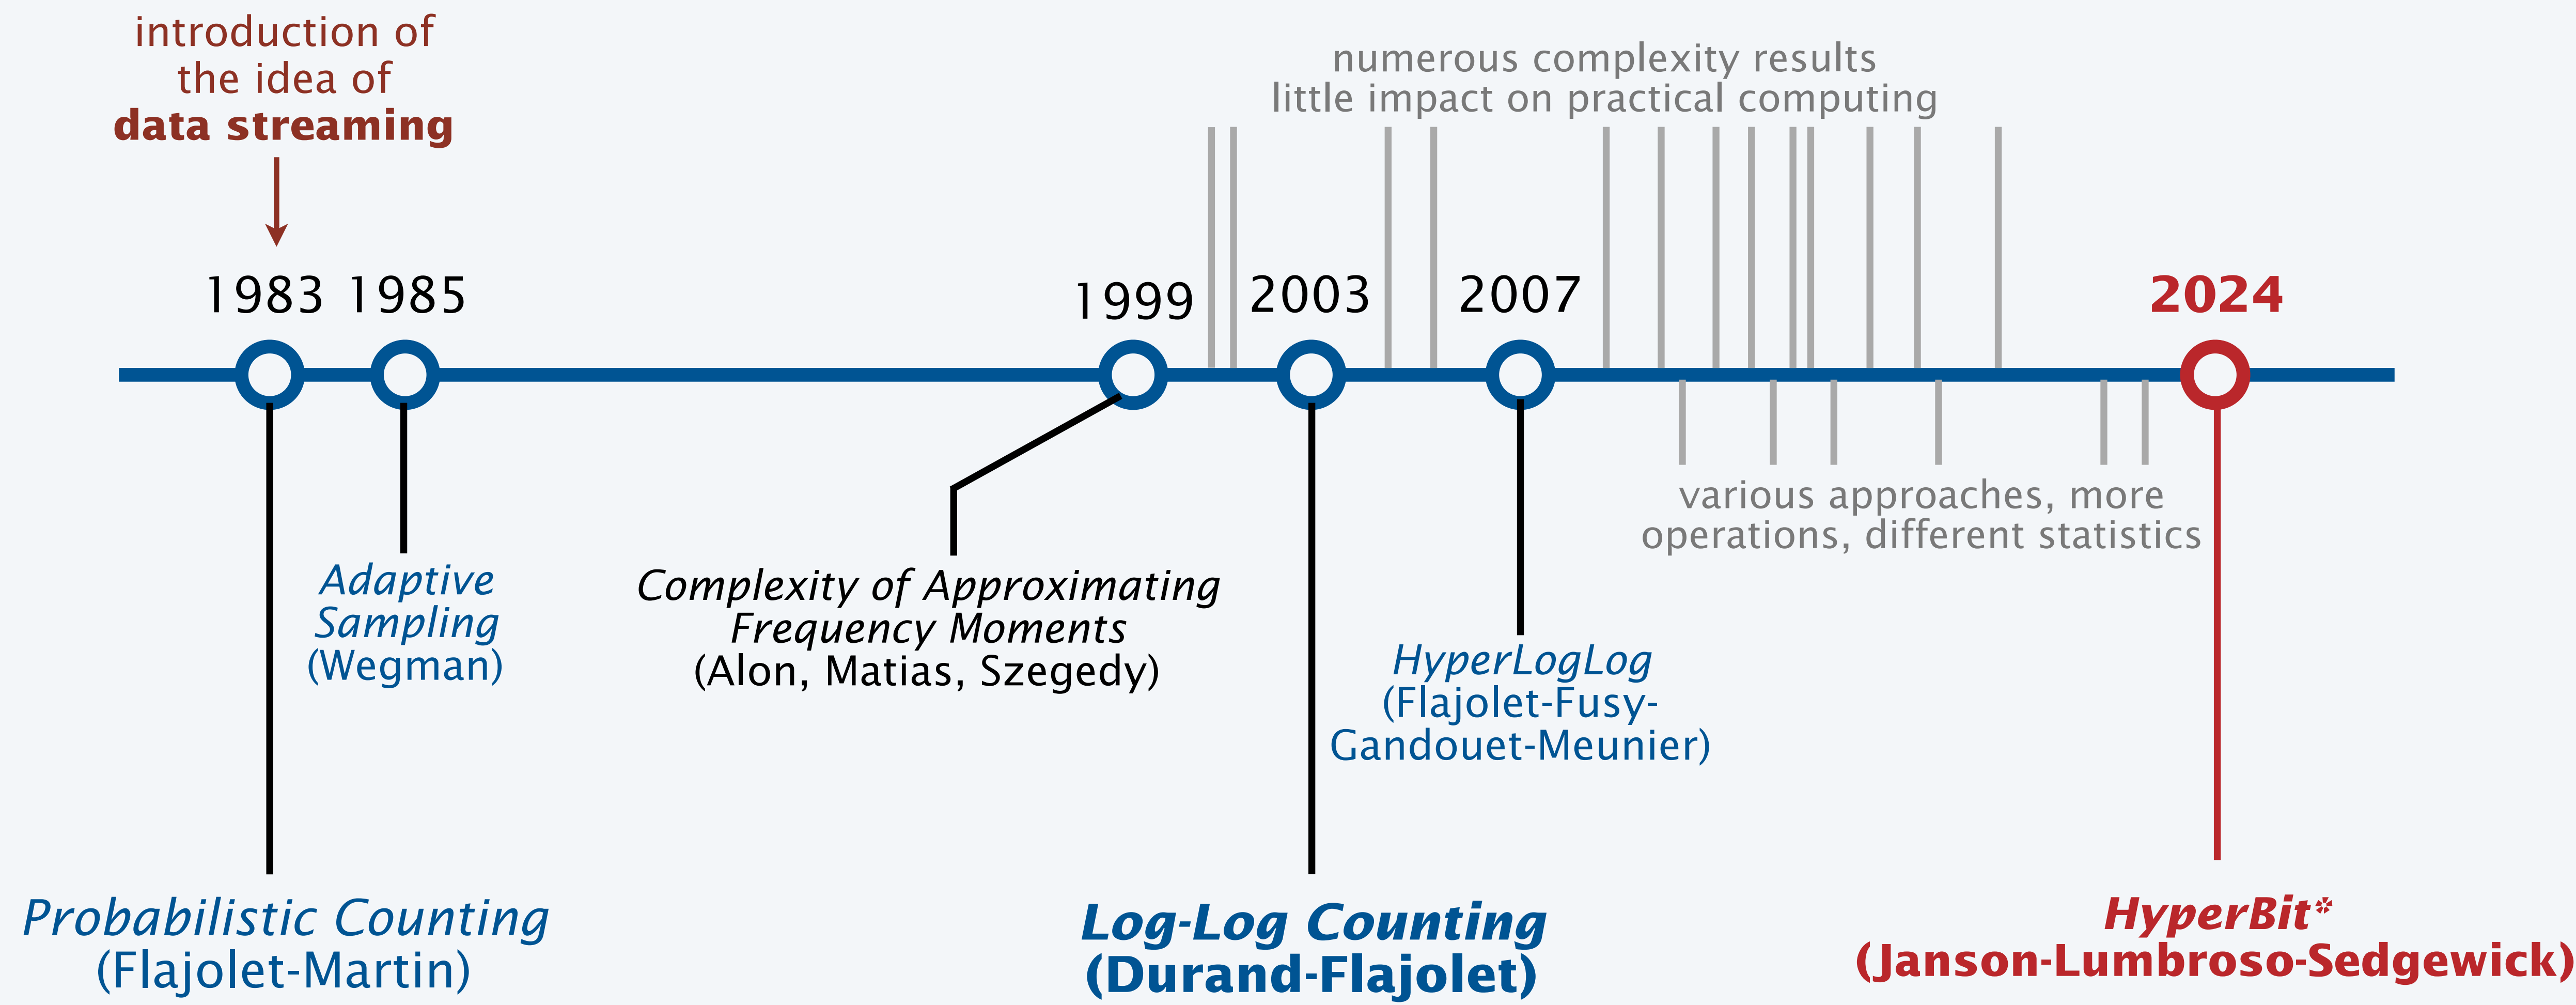 introduction of
the idea of
data streaming
numerous complexity results
little impact on practical computing
1983
1985
1999
2003
2007
2024
various approaches, more
operations, different statistics
Adaptive
Sampling
(Wegman)
Complexity of Approximating
Frequency Moments
(Alon, Matias, Szegedy)
HyperLogLog
(Flajolet-Fusy-
Gandouet-Meunier)
Probabilistic Counting
(Flajolet-Martin)
Log-Log Counting
(Durand-Flajolet)
HyperBit*
(Janson-Lumbroso-Sedgewick)